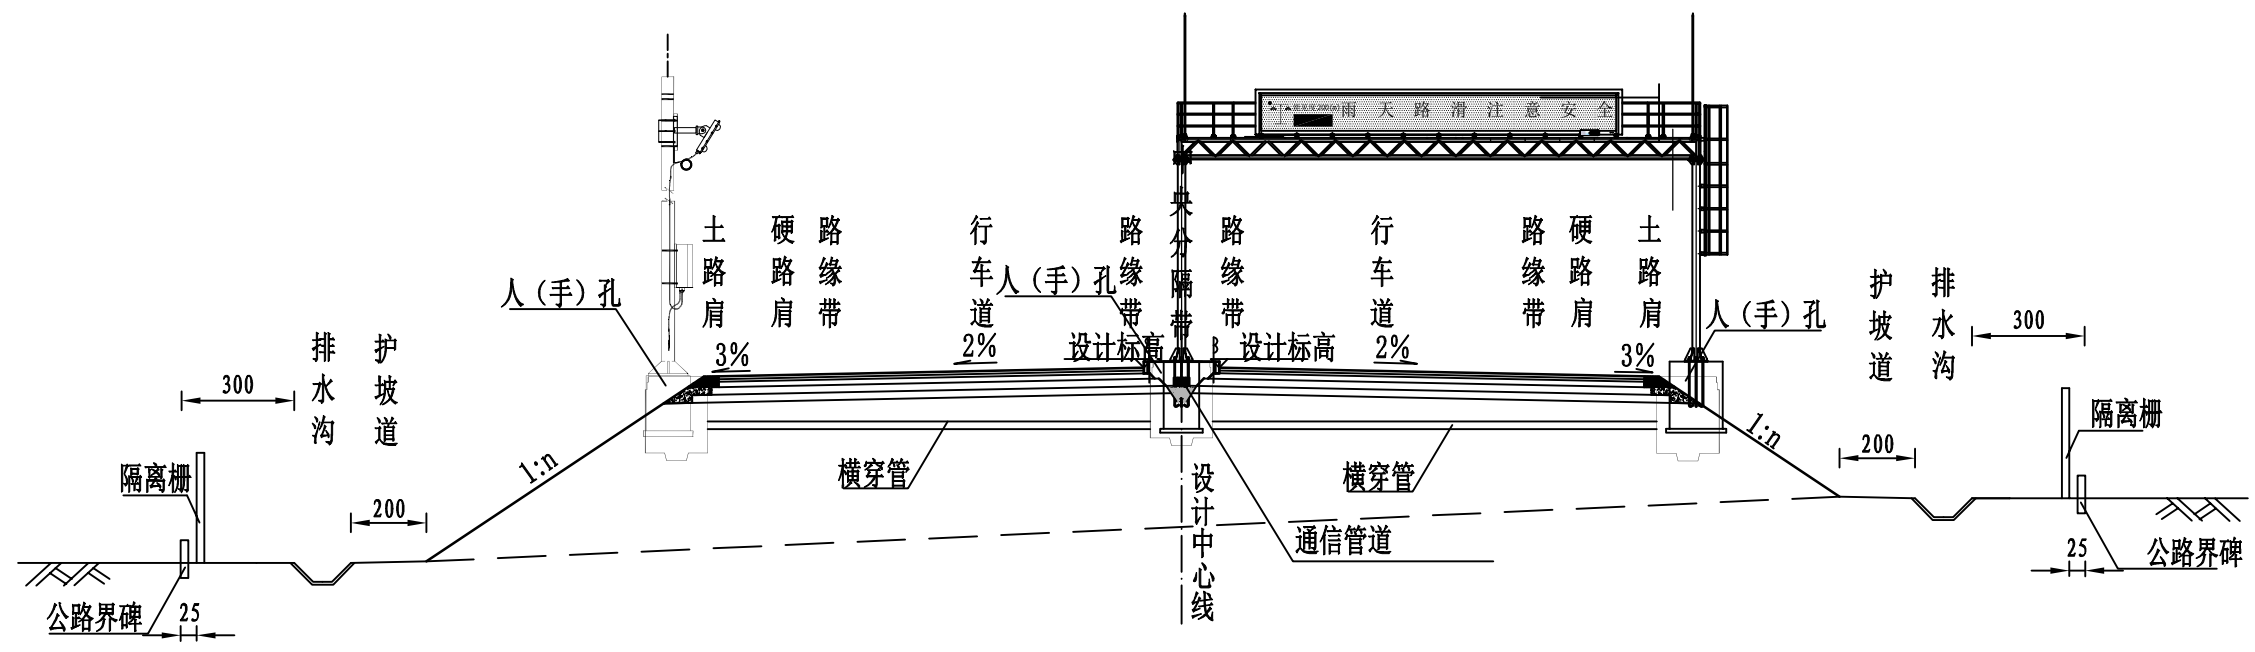 雨天路滑注意安全
土路肩
硬路肩
路缘带
行车道
路缘带
央分隔带
路缘带
行车道
路缘带
硬路肩
土路肩
护坡道
排水沟
人（手）孔
人（手）孔
人（手）孔
300
排水沟
护坡道
3%
2%
设计标高
设计标高
2%
3%
300
隔离栅
1:n
200
横穿管
设计中心线
横穿管
1:n
200
隔离栅
200
通信管道
公路界碑
25
25
公路界碑